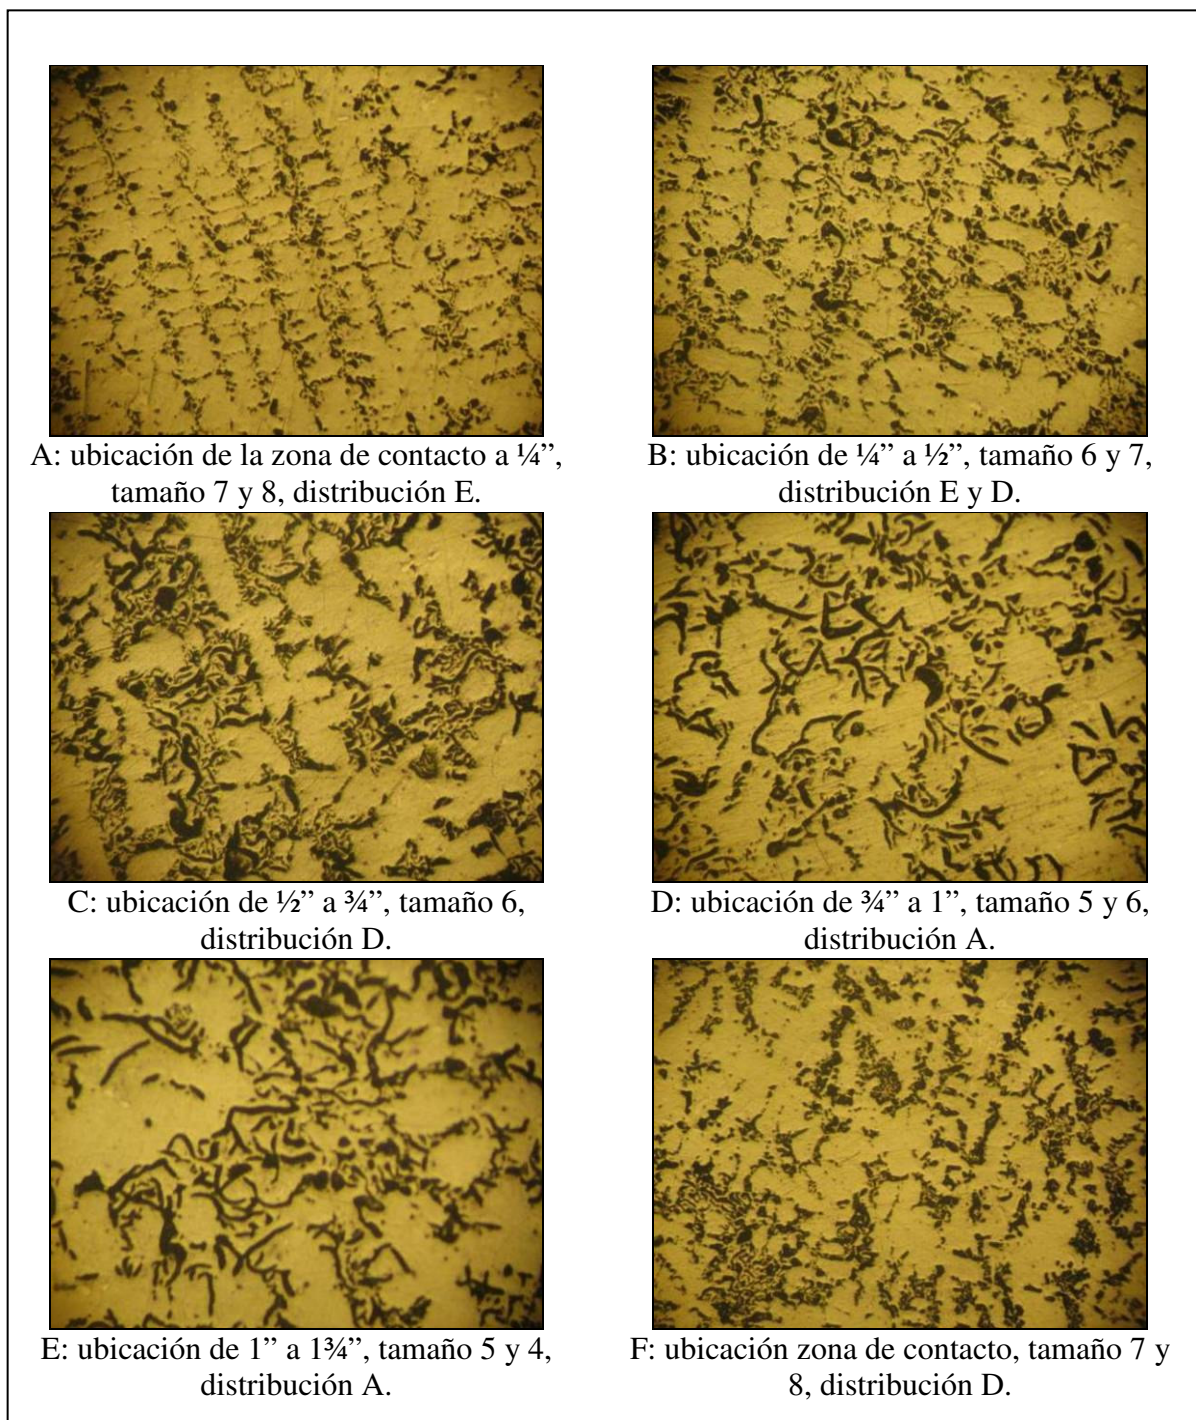 A: ubicación de la zona de contacto a ¼”,
tamaño 7 y 8, distribución E.
B: ubicación de ¼” a ½”, tamaño 6 y 7,
distribución E y D.
C: ubicación de ½” a ¾”, tamaño 6,
distribución D.
D: ubicación de ¾” a 1”, tamaño 5 y 6,
distribución A.
E: ubicación de 1” a 1¾”, tamaño 5 y 4,
distribución A.
F: ubicación zona de contacto, tamaño 7 y
8, distribución D.